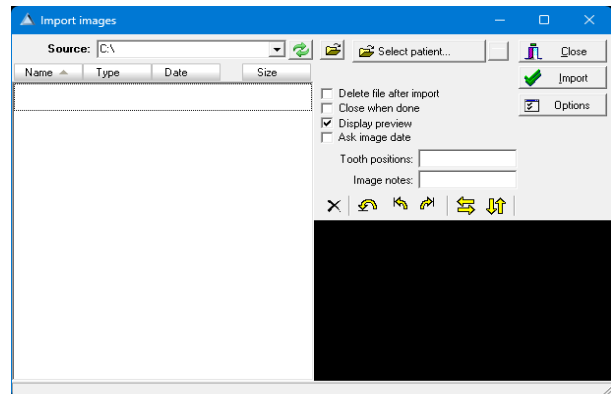 Import images
Source: C:\
Select patient...
Close
Name Type Date Size
Import
Delete file after import
Close when done
Options
Display preview
Ask image date
Tooth positions:
Image notes: